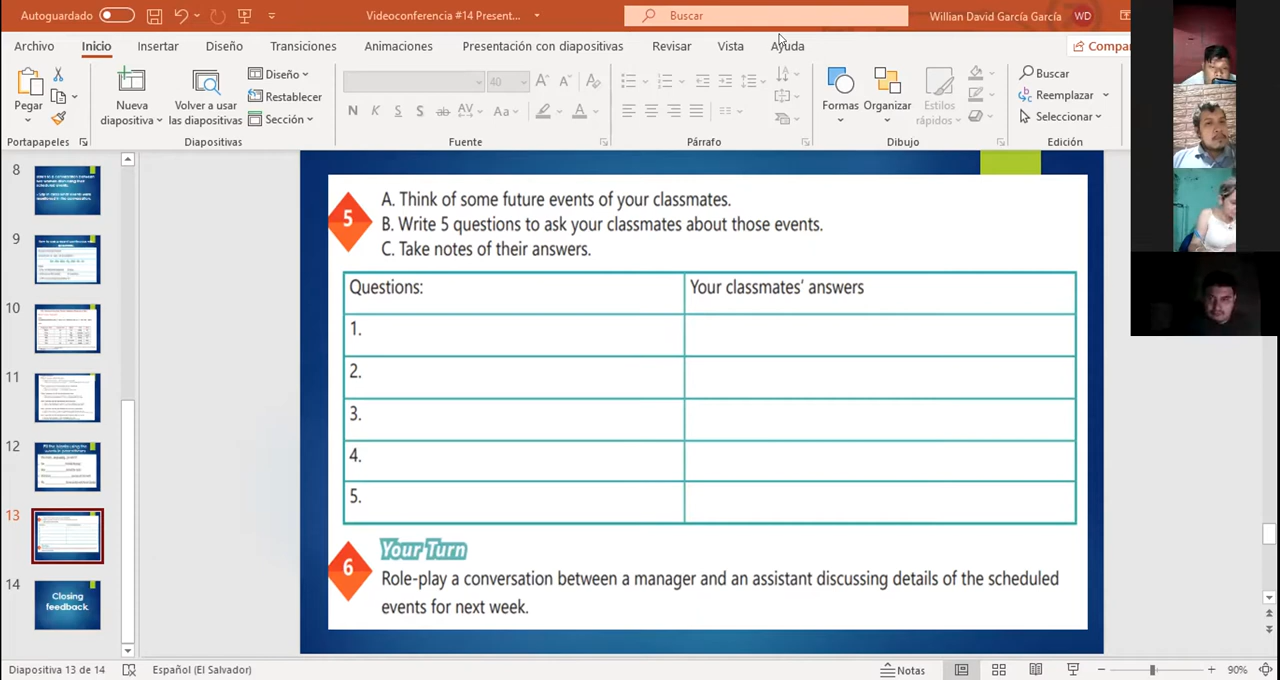 Autoguardado
Videoconferencia #14 Present...
Buscar
Willian David García García
WD
Archivo
Inicio
Insertar
Diseño
Transiciones
Animaciones
Presentación con diapositivas
Revisar
Vista
Ayuda
Compar
Pegar
Nueva
diapositiva
Volver a usar
las diapositivas
Diseño
Restablecer
Sección
40
N K S S ab AV Aa A
Formas
Organizar
Estilos
rápidos
Buscar
Reemplazar
Seleccionar
Portapapeles
Diapositivas
Fuente
Párrafo
Dibujo
Edición
8
9
10
11
12
13
14
Closing
feedback
5
A. Think of some future events of your classmates.
B. Write 5 questions to ask your classmates about those events.
C. Take notes of their answers.
Questions:
Your classmates’ answers
1.
2.
3.
4.
5.
6
Your Turn
Role-play a conversation between a manager and an assistant discussing details of the scheduled
events for next week.
Diapositiva 13 de 14
Español (El Salvador)
Notas
90%